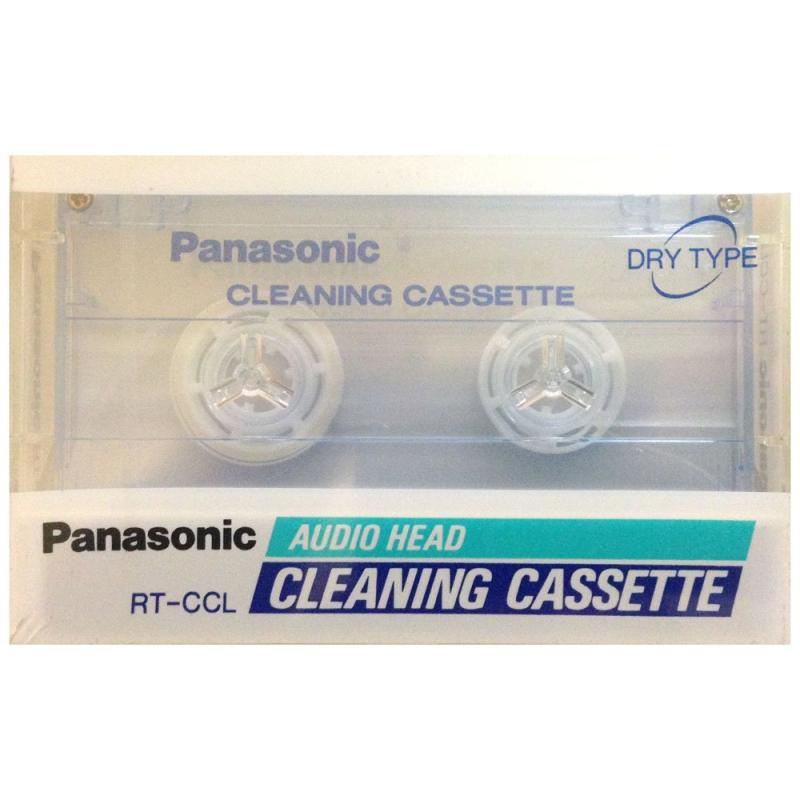 Panasonic
CLEANING CASSETTE
DRY TYPE
Panasonic
AUDIO HEAD
RT-CCL
CLEANING CASSETTE